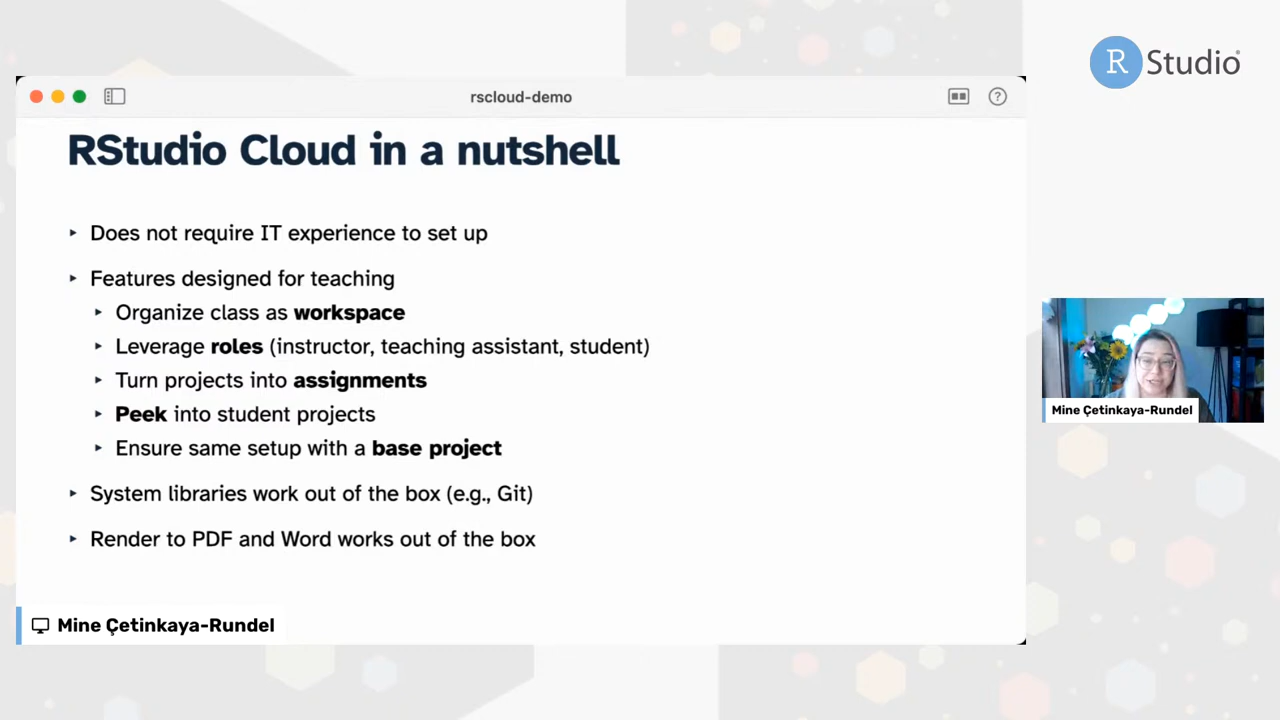 R Studio®
rscloud-demo
RStudio Cloud in a nutshell
‣ Does not require IT experience to set up
‣ Features designed for teaching
‣ Organize class as workspace
‣ Leverage roles (instructor, teaching assistant, student)
‣ Turn projects into assignments
‣ Peek into student projects
‣ Ensure same setup with a base project
‣ System libraries work out of the box (e.g., Git)
‣ Render to PDF and Word works out of the box
Mine Çetinkaya-Rundel
Mine Çetinkaya-Rundel